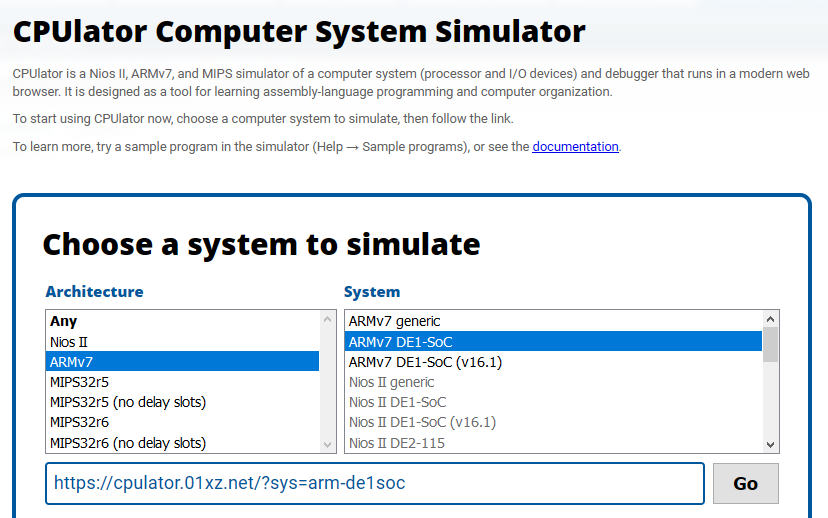 CPUlator Computer System Simulator
CPUlator is a Nios II, ARMv7, and MIPS simulator of a computer system (processor and I/O devices) and debugger that runs in a modern web
browser. It is designed as a tool for learning assembly-language programming and computer organization.
To start using CPUlator now, choose a computer system to simulate, then follow the link.
To learn more, try a sample program in the simulator (Help → Sample programs), or see the documentation.
Choose a system to simulate
Architecture
Any
Nios II
ARMv7
MIPS32r5
MIPS32r5 (no delay slots)
MIPS32r6
MIPS32r6 (no delay slots)
System
ARMv7 generic
ARMv7 DE1-SoC
ARMv7 DE1-SoC (v16.1)
Nios II generic
Nios II DE1-SoC
Nios II DE1-SoC (v16.1)
Nios II DE2-115
https://cpulator.01xz.net/?sys=arm-de1soc
Go